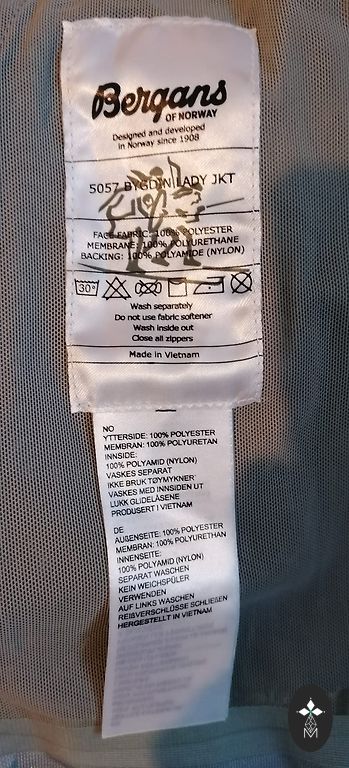 Bergans
OF NORWAY
Designed and developed
in Norway since 1908
5057 BYGDIN LADY JKT
FACE FABRIC: 100% POLYESTER
MEMBRANE: 100% POLYURETHANE
BACKING: 100% POLYAMIDE (NYLON)
30°
Wash separately
Do not use fabric softener
Wash inside out
Close all zippers
Made in Vietnam
NO
YTTERSIDE: 100% POLYESTER
MEMBRAN: 100% POLYURETAN
INNSIDE:
100% POLYAMID (NYLON)
VASKES SEPARAT
IKKE BRUK TØYMYKNER
VASKES MED INNSIDEN UT
LUKK GLIDELÅSENE
PRODUSERT I VIETNAM
DE
AUßENSEITE: 100% POLYESTER
MEMBRAN: 100% POLYURETHAN
INNENSEITE:
100% POLYAMID (NYLON)
SEPARAT WASCHEN
KEIN WEICHSPÜLER
VERWENDEN
AUF LINKS WASCHEN
REIßVERSCHLÜSSE SCHLIEßEN
HERGESTELLT IN VIETNAM